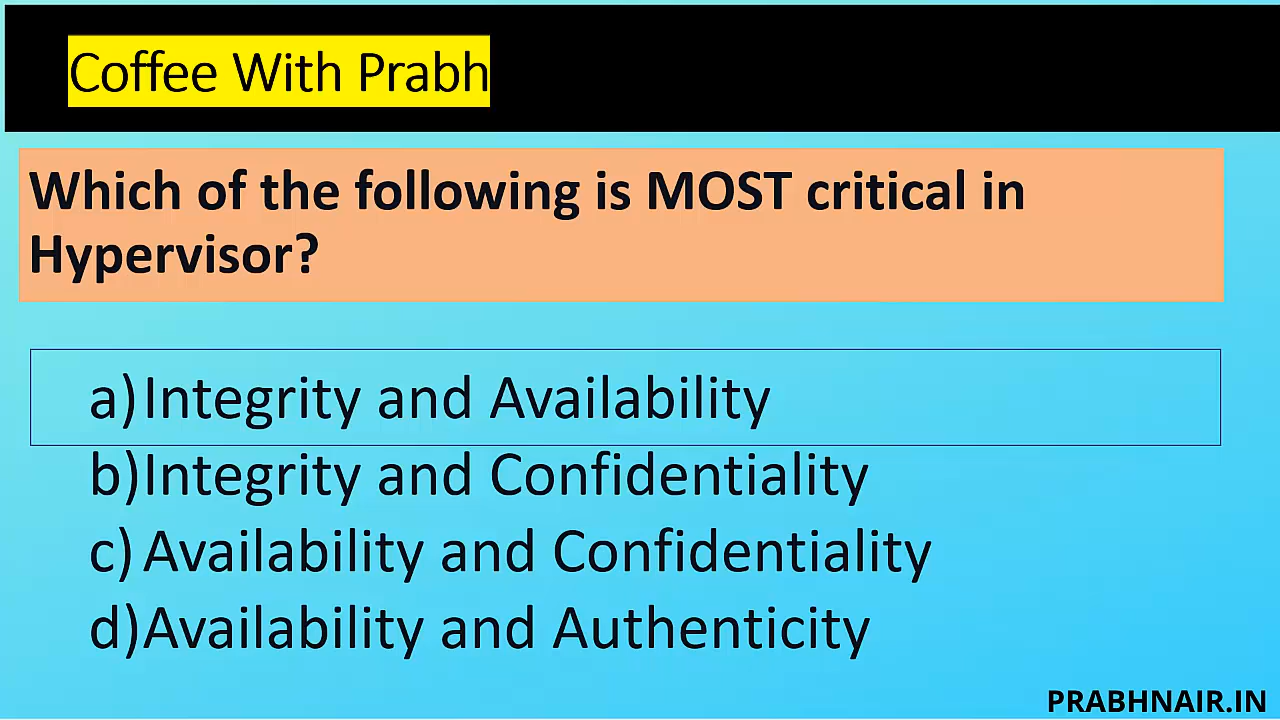 Coffee With Prabh
Which of the following is MOST critical in
Hypervisor?
a) Integrity and Availability
b) Integrity and Confidentiality
c) Availability and Confidentiality
d) Availability and Authenticity
PRABHNAIR.IN